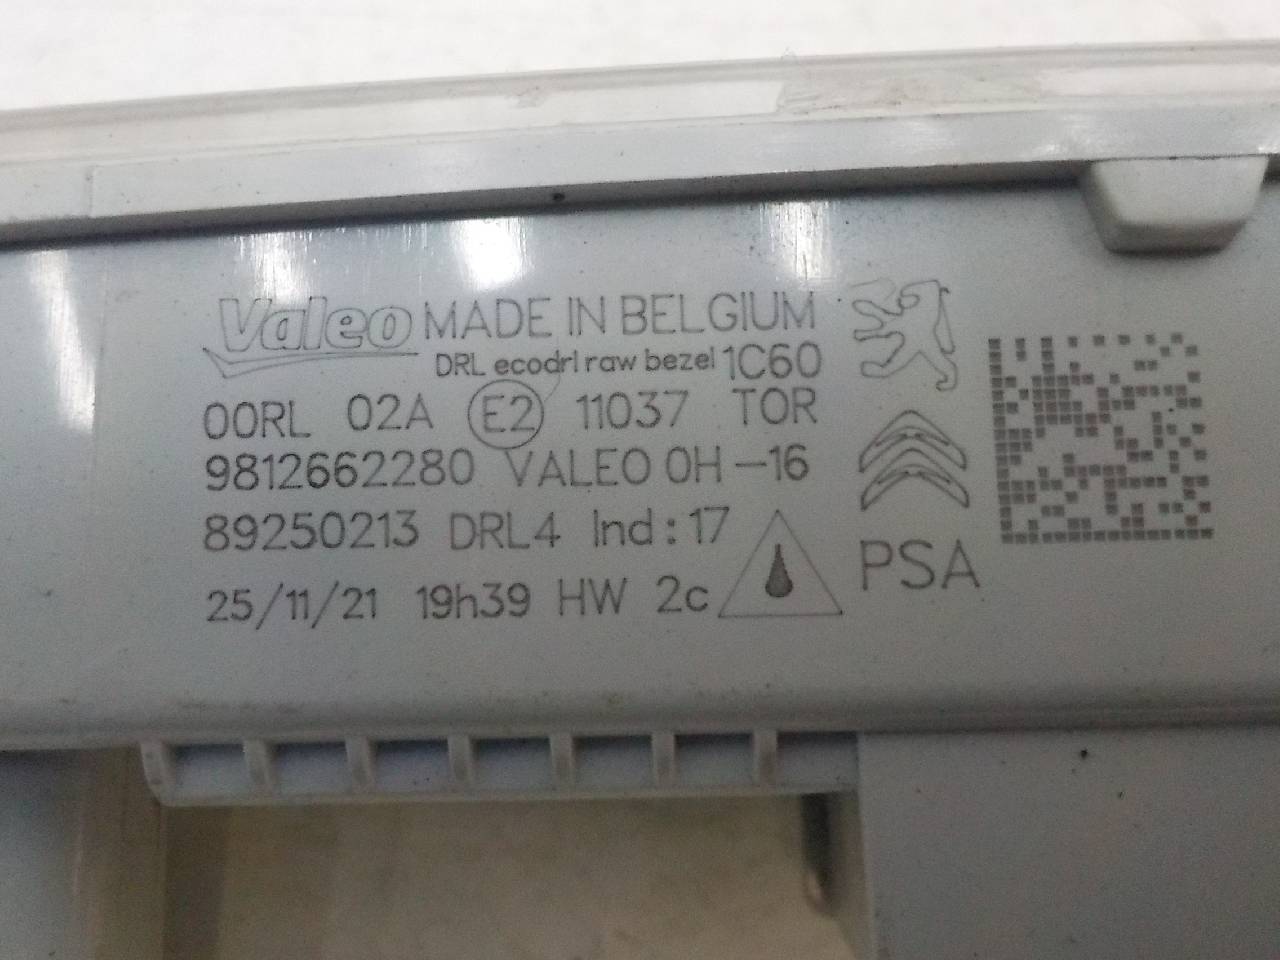 Valeo MADE IN BELGIUM
DRL ecodrl raw bezel 1C60
00RL 02A E2 11037 TOR
9812662280 VALEO 0H-16
89250213 DRL4 Ind: 17
25/11/21 19h39 HW 2c
PSA